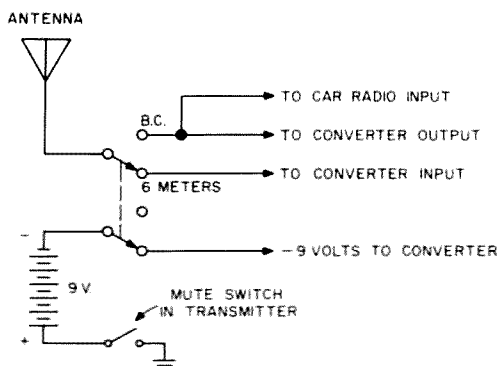 ANTENNA
TO CAR RADIO INPUT
B.C.
TO CONVERTER OUTPUT
TO CONVERTER INPUT
6 METERS
-
-9 VOLTS TO CONVERTER
9 V.
MUTE SWITCH
IN TRANSMITTER
+